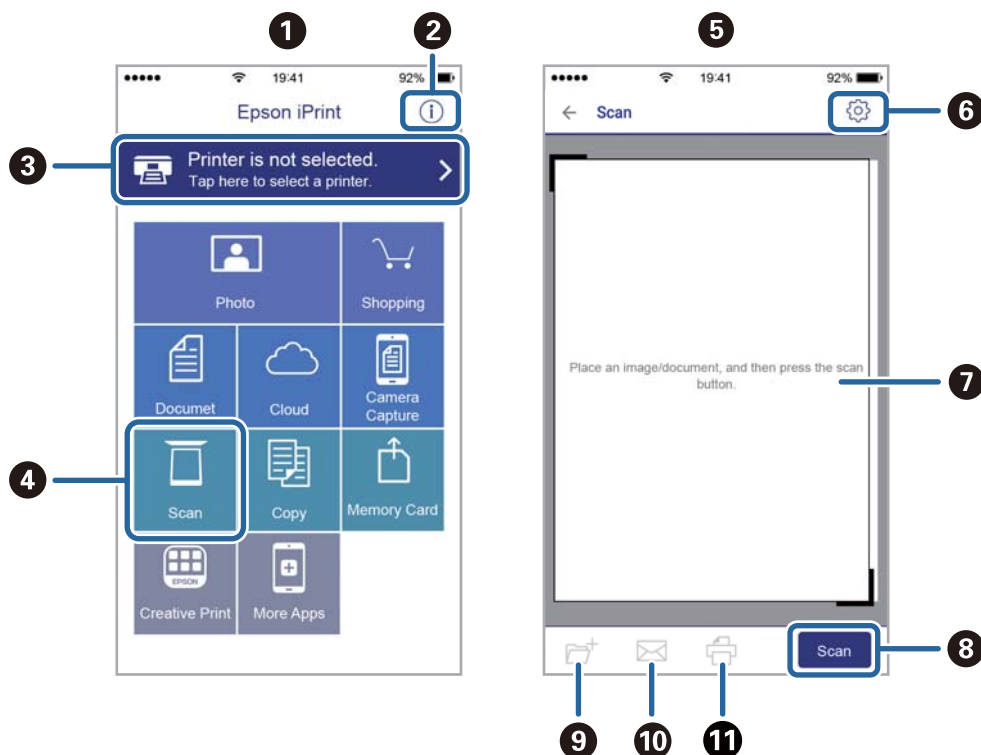 1
2
5
19:41
92%
19:41
92%
Epson iPrint
i
Scan
6
3
Printer is not selected.
Tap here to select a printer.
Photo
Shopping
Place an image/document, and then press the scan
button.
7
Documet
Cloud
Camera
Capture
4
Scan
Copy
Memory Card
EPSON
Creative Print
More Apps
Scan
8
9
10
11